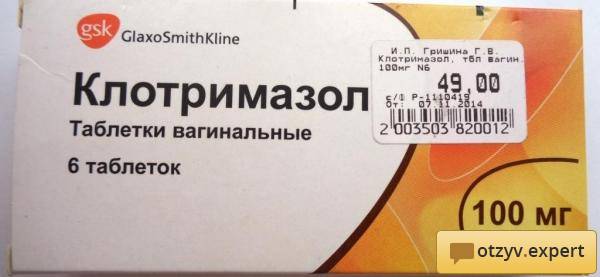 gsk
GlaxoSmithKline
И.П. Гришина Г.В.
Клотримазол, тбл вагин.
100мг N6
49,00
с/П Р-1110419
от: 07.11.2014
2 003503 820012
Клотримазол
Таблетки вагинальные
6 таблеток
100 мг
otzyv.expert